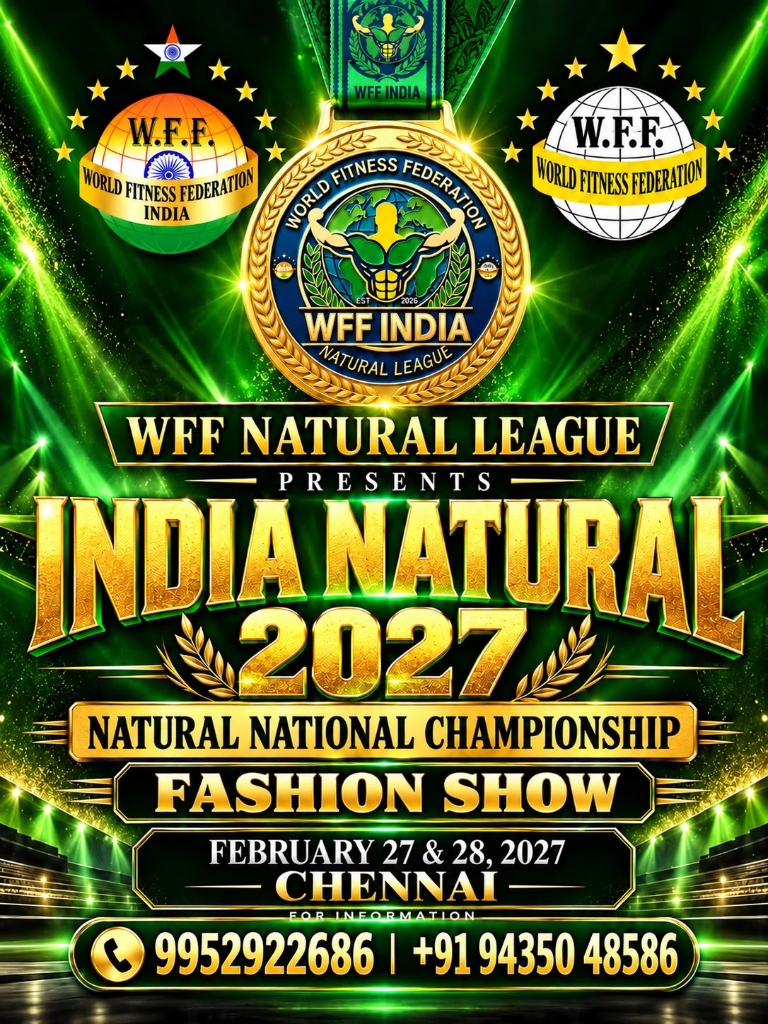 WFF INDIA
W.F.F.
WORLD FITNESS FEDERATION
INDIA
W.F.F.
WORLD FITNESS FEDERATION
WORLD FITNESS FEDERATION
EST 2026
WFF INDIA
NATURAL LEAGUE
WFF NATURAL LEAGUE
PRESENTS
INDIA NATURAL
2027
NATURAL NATIONAL CHAMPIONSHIP
FASHION SHOW
FEBRUARY 27 & 28, 2027
CHENNAI
FOR INFORMATION
9952922686 | +91 94350 48586